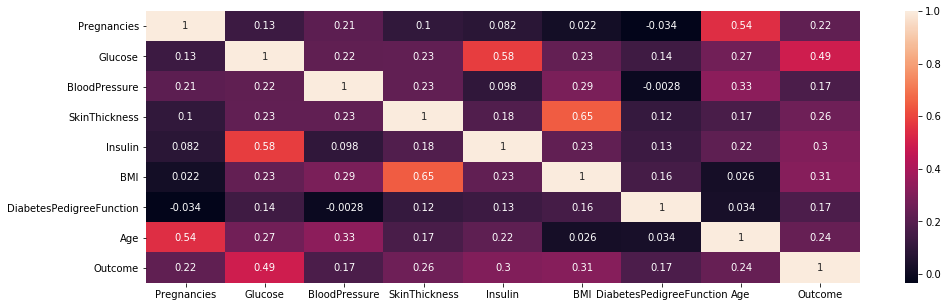 Pregnancies 1 0.13 0.21 0.1 0.082 0.022 -0.034 0.54 0.22
Glucose 0.13 1 0.22 0.23 0.58 0.23 0.14 0.27 0.49
BloodPressure 0.21 0.22 1 0.23 0.098 0.29 -0.0028 0.33 0.17
SkinThickness 0.1 0.23 0.23 1 0.18 0.65 0.12 0.17 0.26
Insulin 0.082 0.58 0.098 0.18 1 0.23 0.13 0.22 0.3
BMI 0.022 0.23 0.29 0.65 0.23 1 0.16 0.026 0.31
DiabetesPedigreeFunction -0.034 0.14 -0.0028 0.12 0.13 0.16 1 0.034 0.17
Age 0.54 0.27 0.33 0.17 0.22 0.026 0.034 1 0.24
Outcome 0.22 0.49 0.17 0.26 0.3 0.31 0.17 0.24 1
Pregnancies Glucose BloodPressure SkinThickness Insulin BMI DiabetesPedigreeFunction Age Outcome
1.0
0.8
0.6
0.4
0.2
0.0